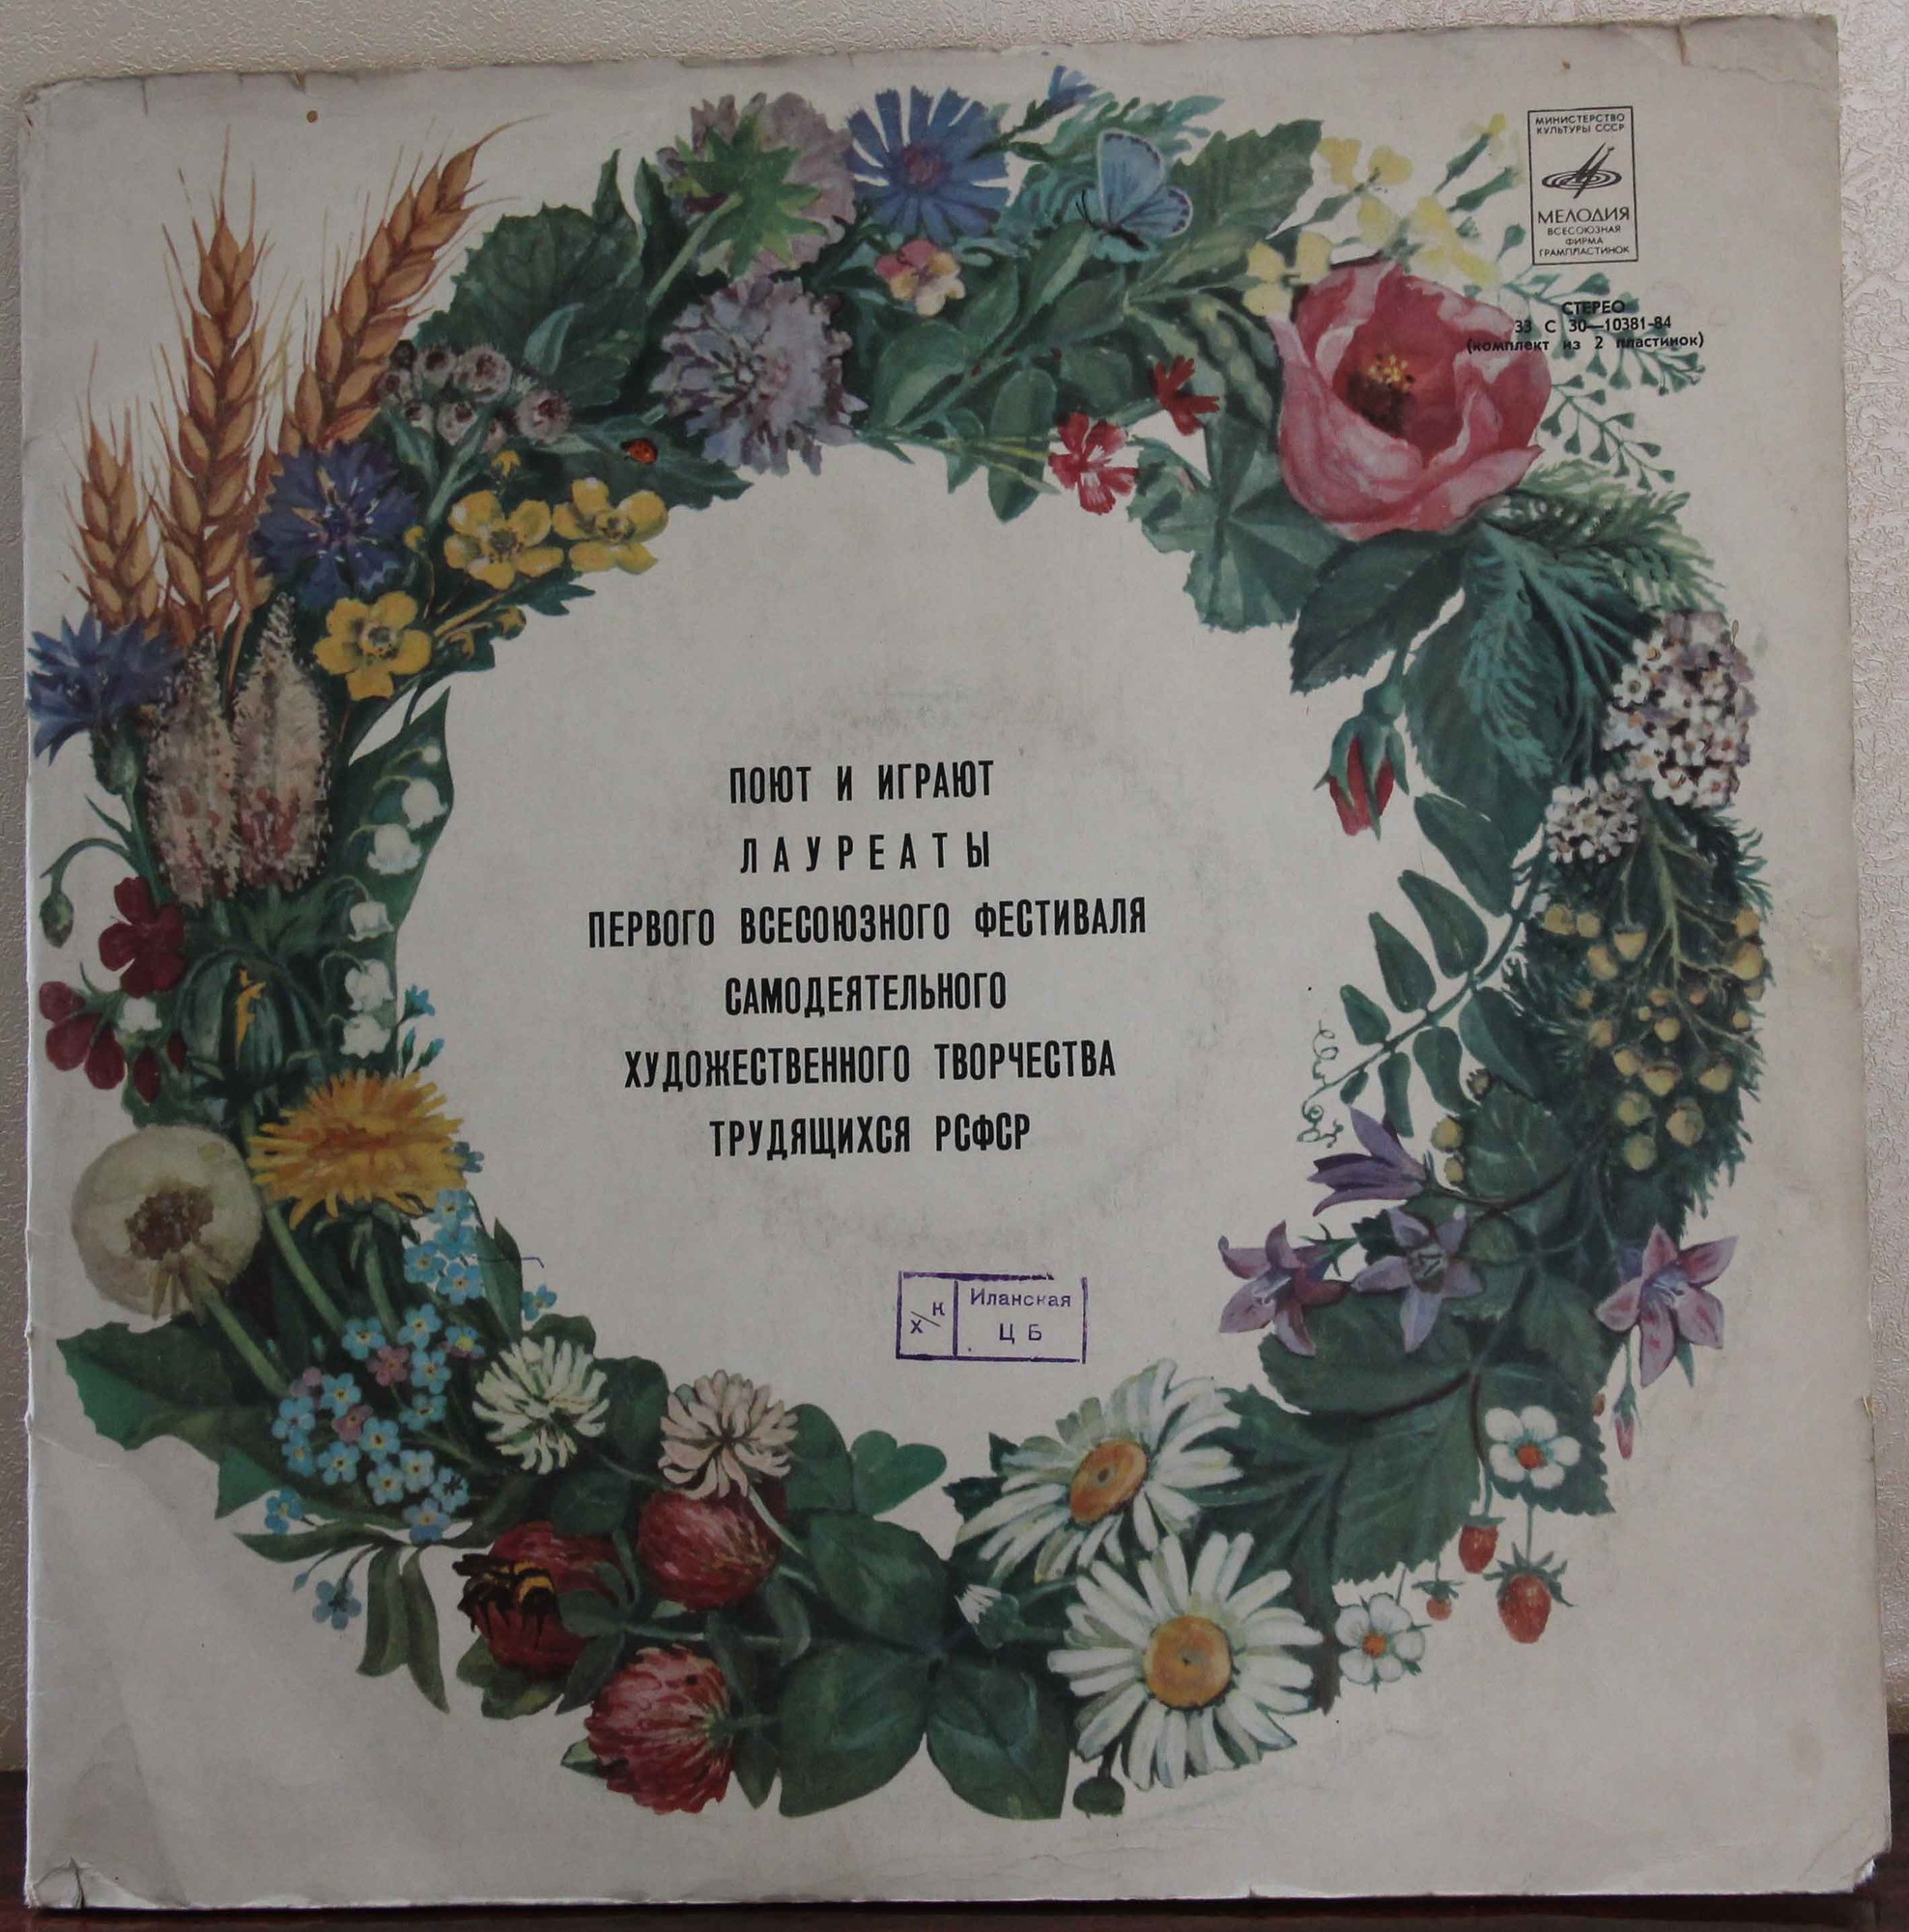 МИНИСТЕРСТВО
КУЛЬТУРЫ СССР
МЕЛОДИЯ
ВСЕСОЮЗНАЯ
ФИРМА
ГРАМПЛАСТИНОК
СТЕРЕО
33 С 30—10381-84
(комплект из 2 пластинок)
ПОЮТ И ИГРАЮТ
ЛАУРЕАТЫ
ПЕРВОГО ВСЕСОЮЗНОГО ФЕСТИВАЛЯ
САМОДЕЯТЕЛЬНОГО
ХУДОЖЕСТВЕННОГО ТВОРЧЕСТВА
ТРУДЯЩИХСЯ РСФСР
Х/К Иланская
ЦБ